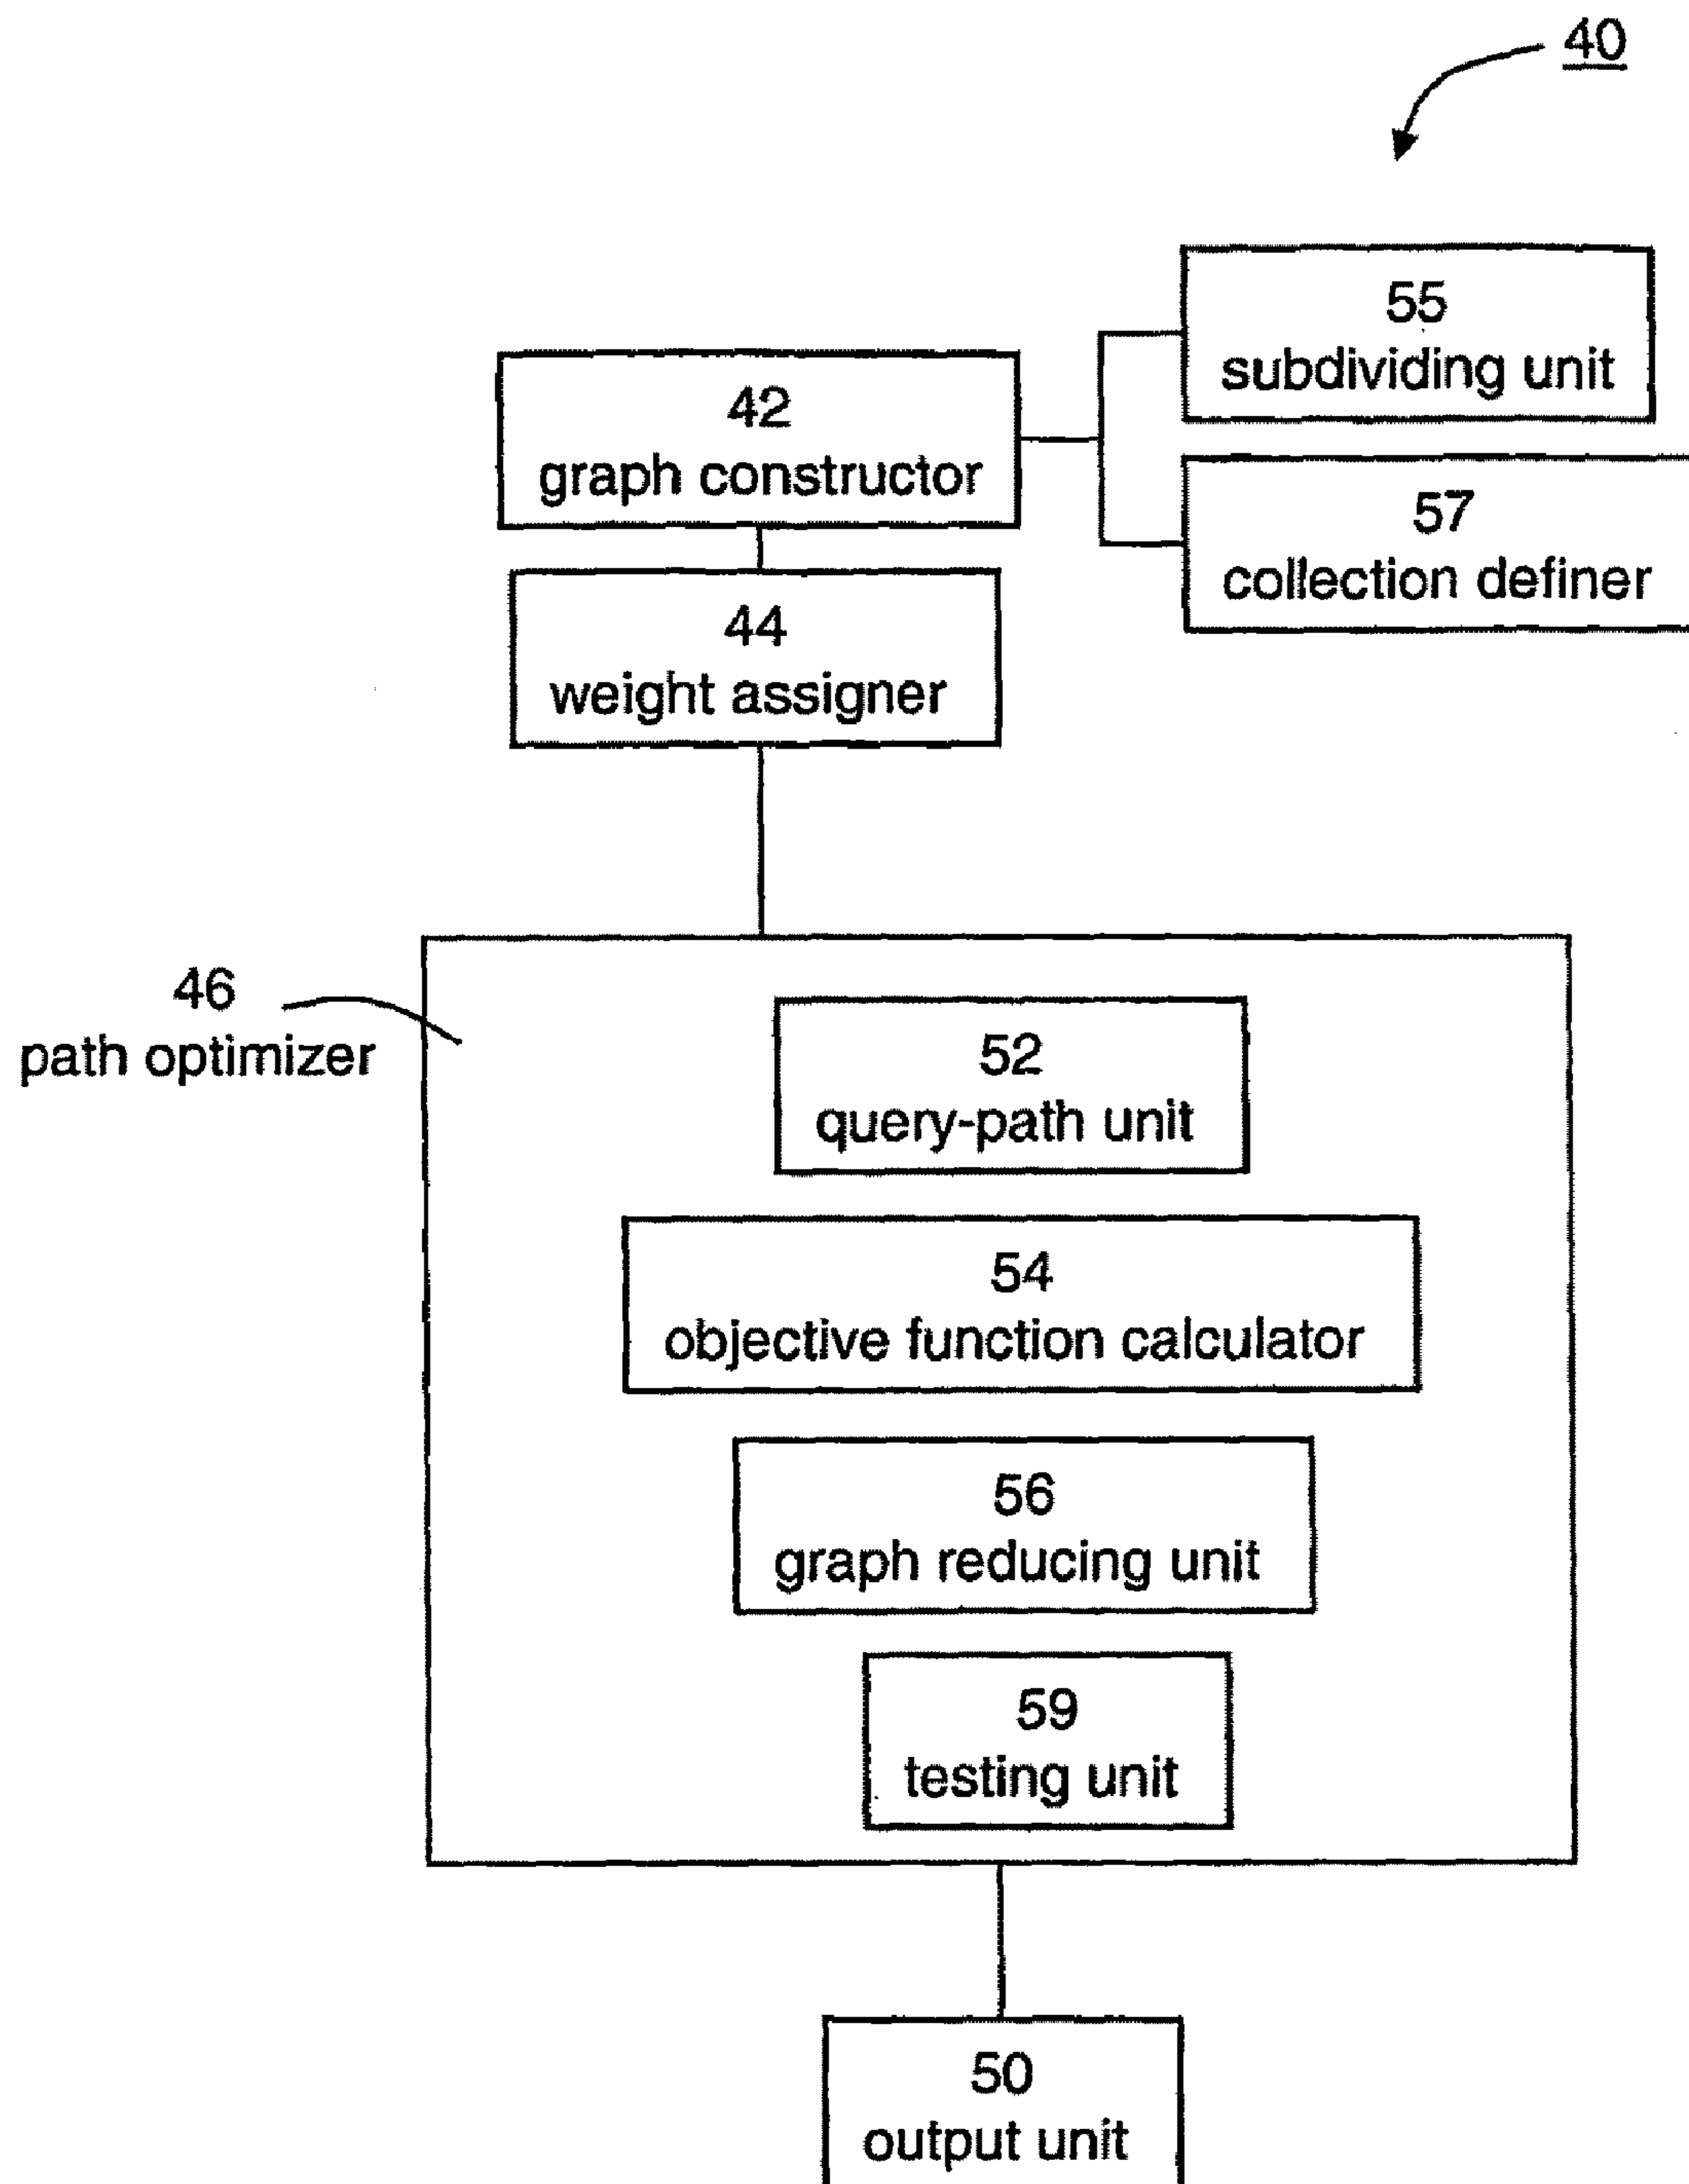 40
55
subdividing unit
42
graph constructor
57
collection definer
44
weight assigner
46
path optimizer
52
query-path unit
54
objective function calculator
56
graph reducing unit
59
testing unit
50
output unit